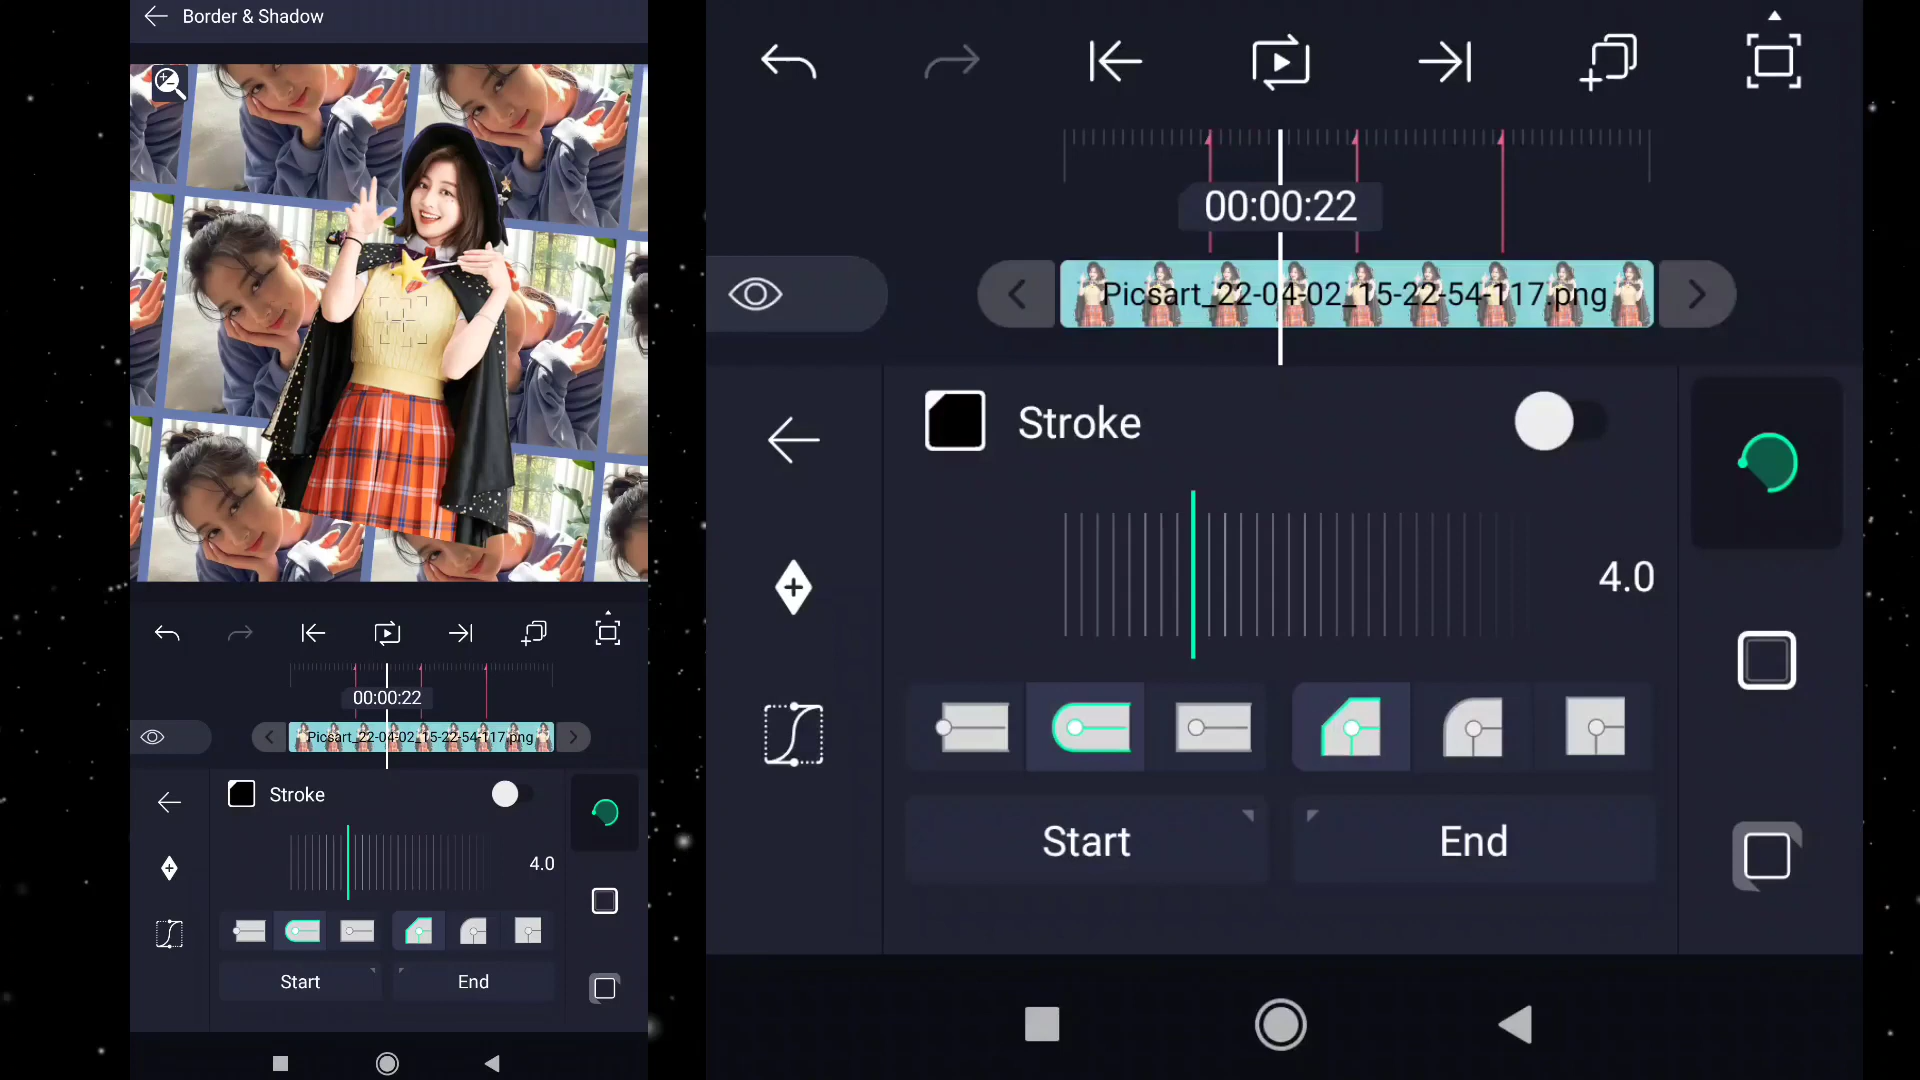 Border & Shadow
00:00:22
Picsart_22-04-02_15-22-54-117.png
Stroke
4.0
Start
End
00:00:22
Picsart_22-04-02_15-22-54-117.png
Stroke
4.0
Start
End